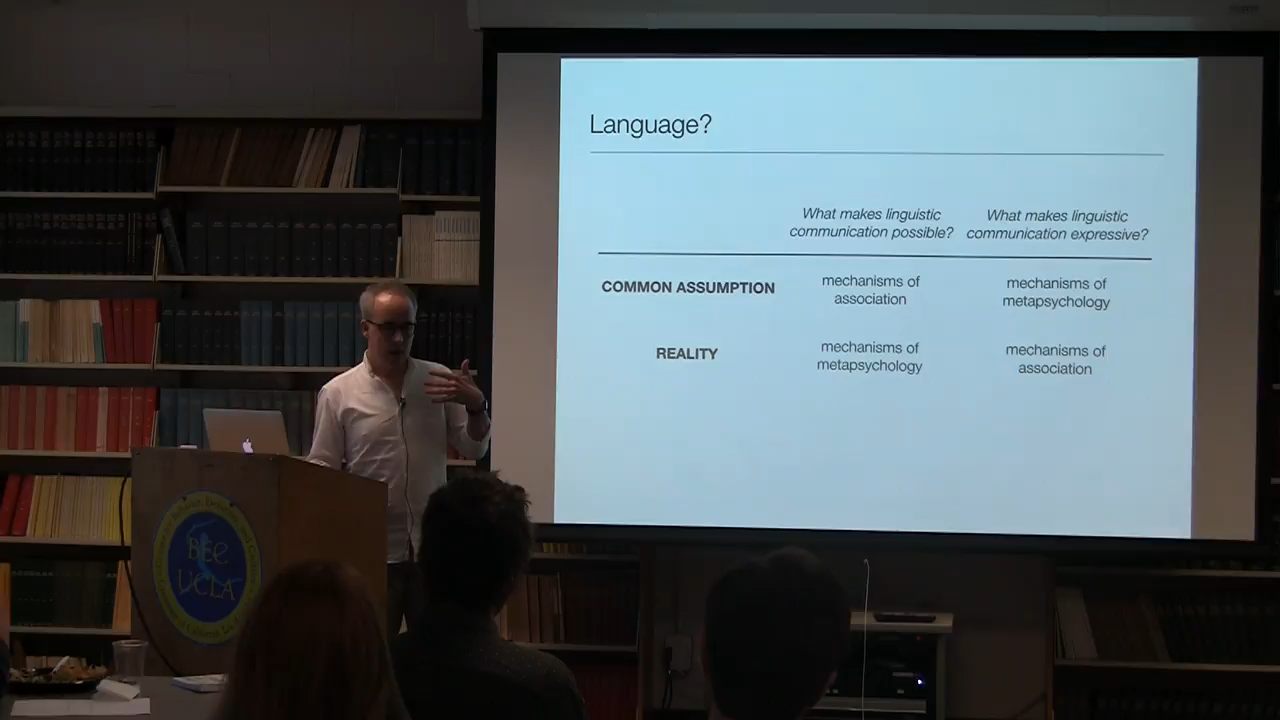 Language?
What makes linguistic
communication possible?
What makes linguistic
communication expressive?
COMMON ASSUMPTION
mechanisms of
association
mechanisms of
metapsychology
REALITY
mechanisms of
metapsychology
mechanisms of
association
BEC
UCLA